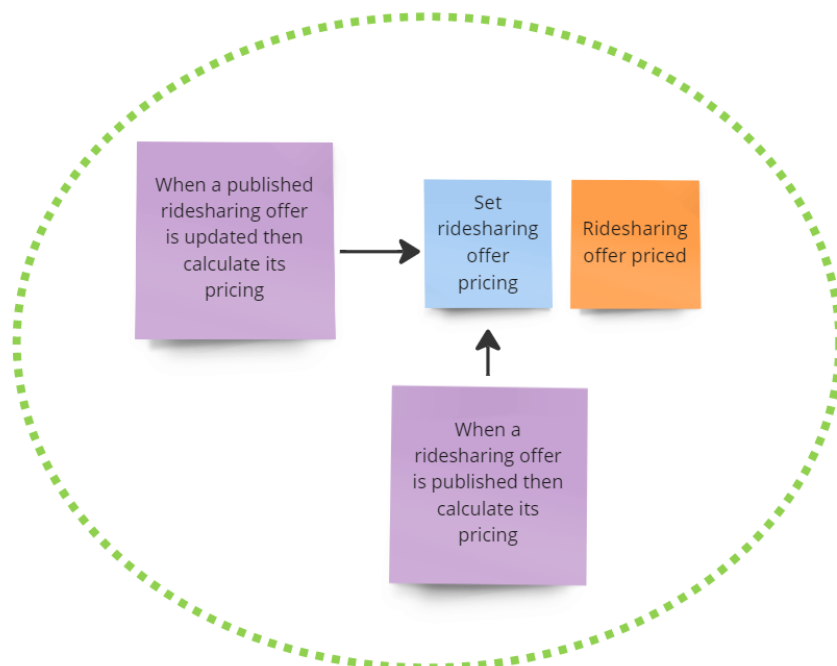 When a published
ridesharing offer
is updated then
calculate its
pricing
Set
ridesharing
offer
pricing
Ridesharing
offer priced
When a
ridesharing offer
is published then
calculate its
pricing